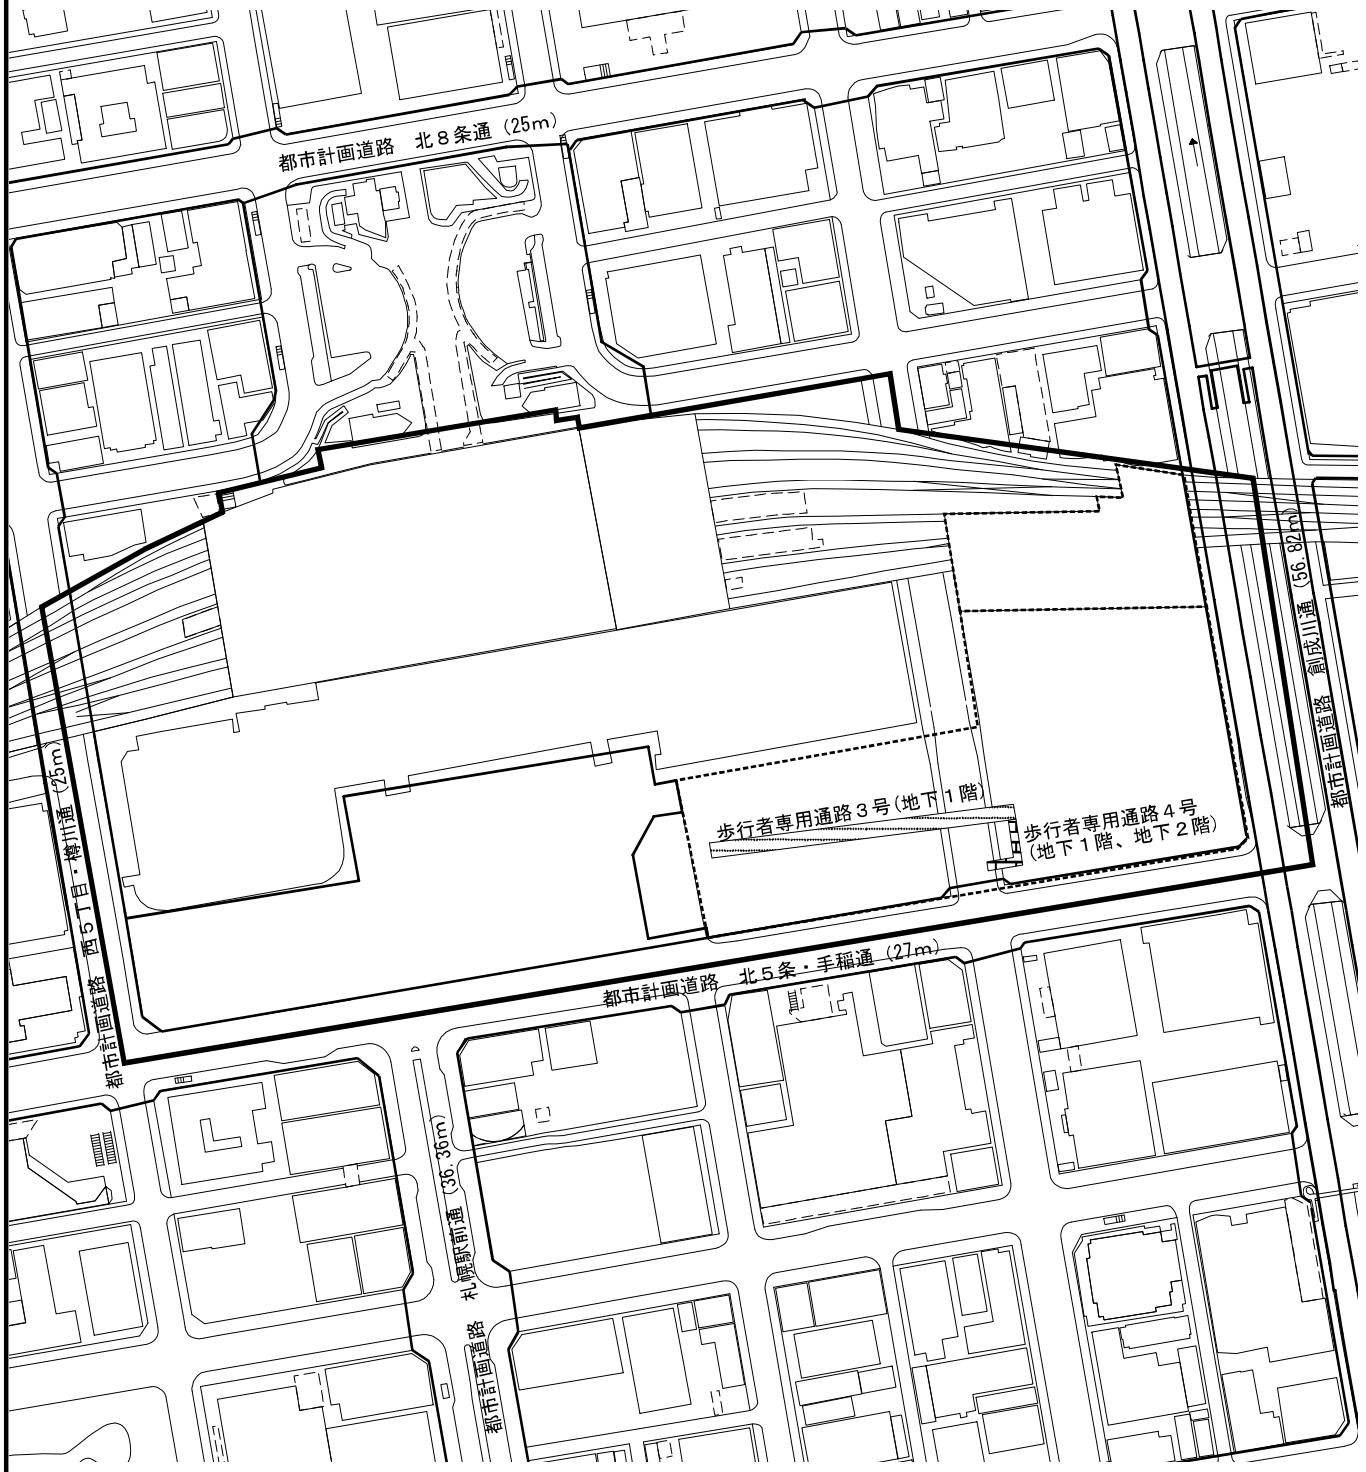 都市計画道路　北８条通（25m）
都市計画道路　創成川通（56.82m）
歩行者専用通路３号（地下１階）
歩行者専用通路４号
（地下１階、地下２階）
都市計画道路　西５丁目・樽川通（25m）
都市計画道路　北５条・手稲通（27m）
都市計画道路　札幌駅前通（36.36m）